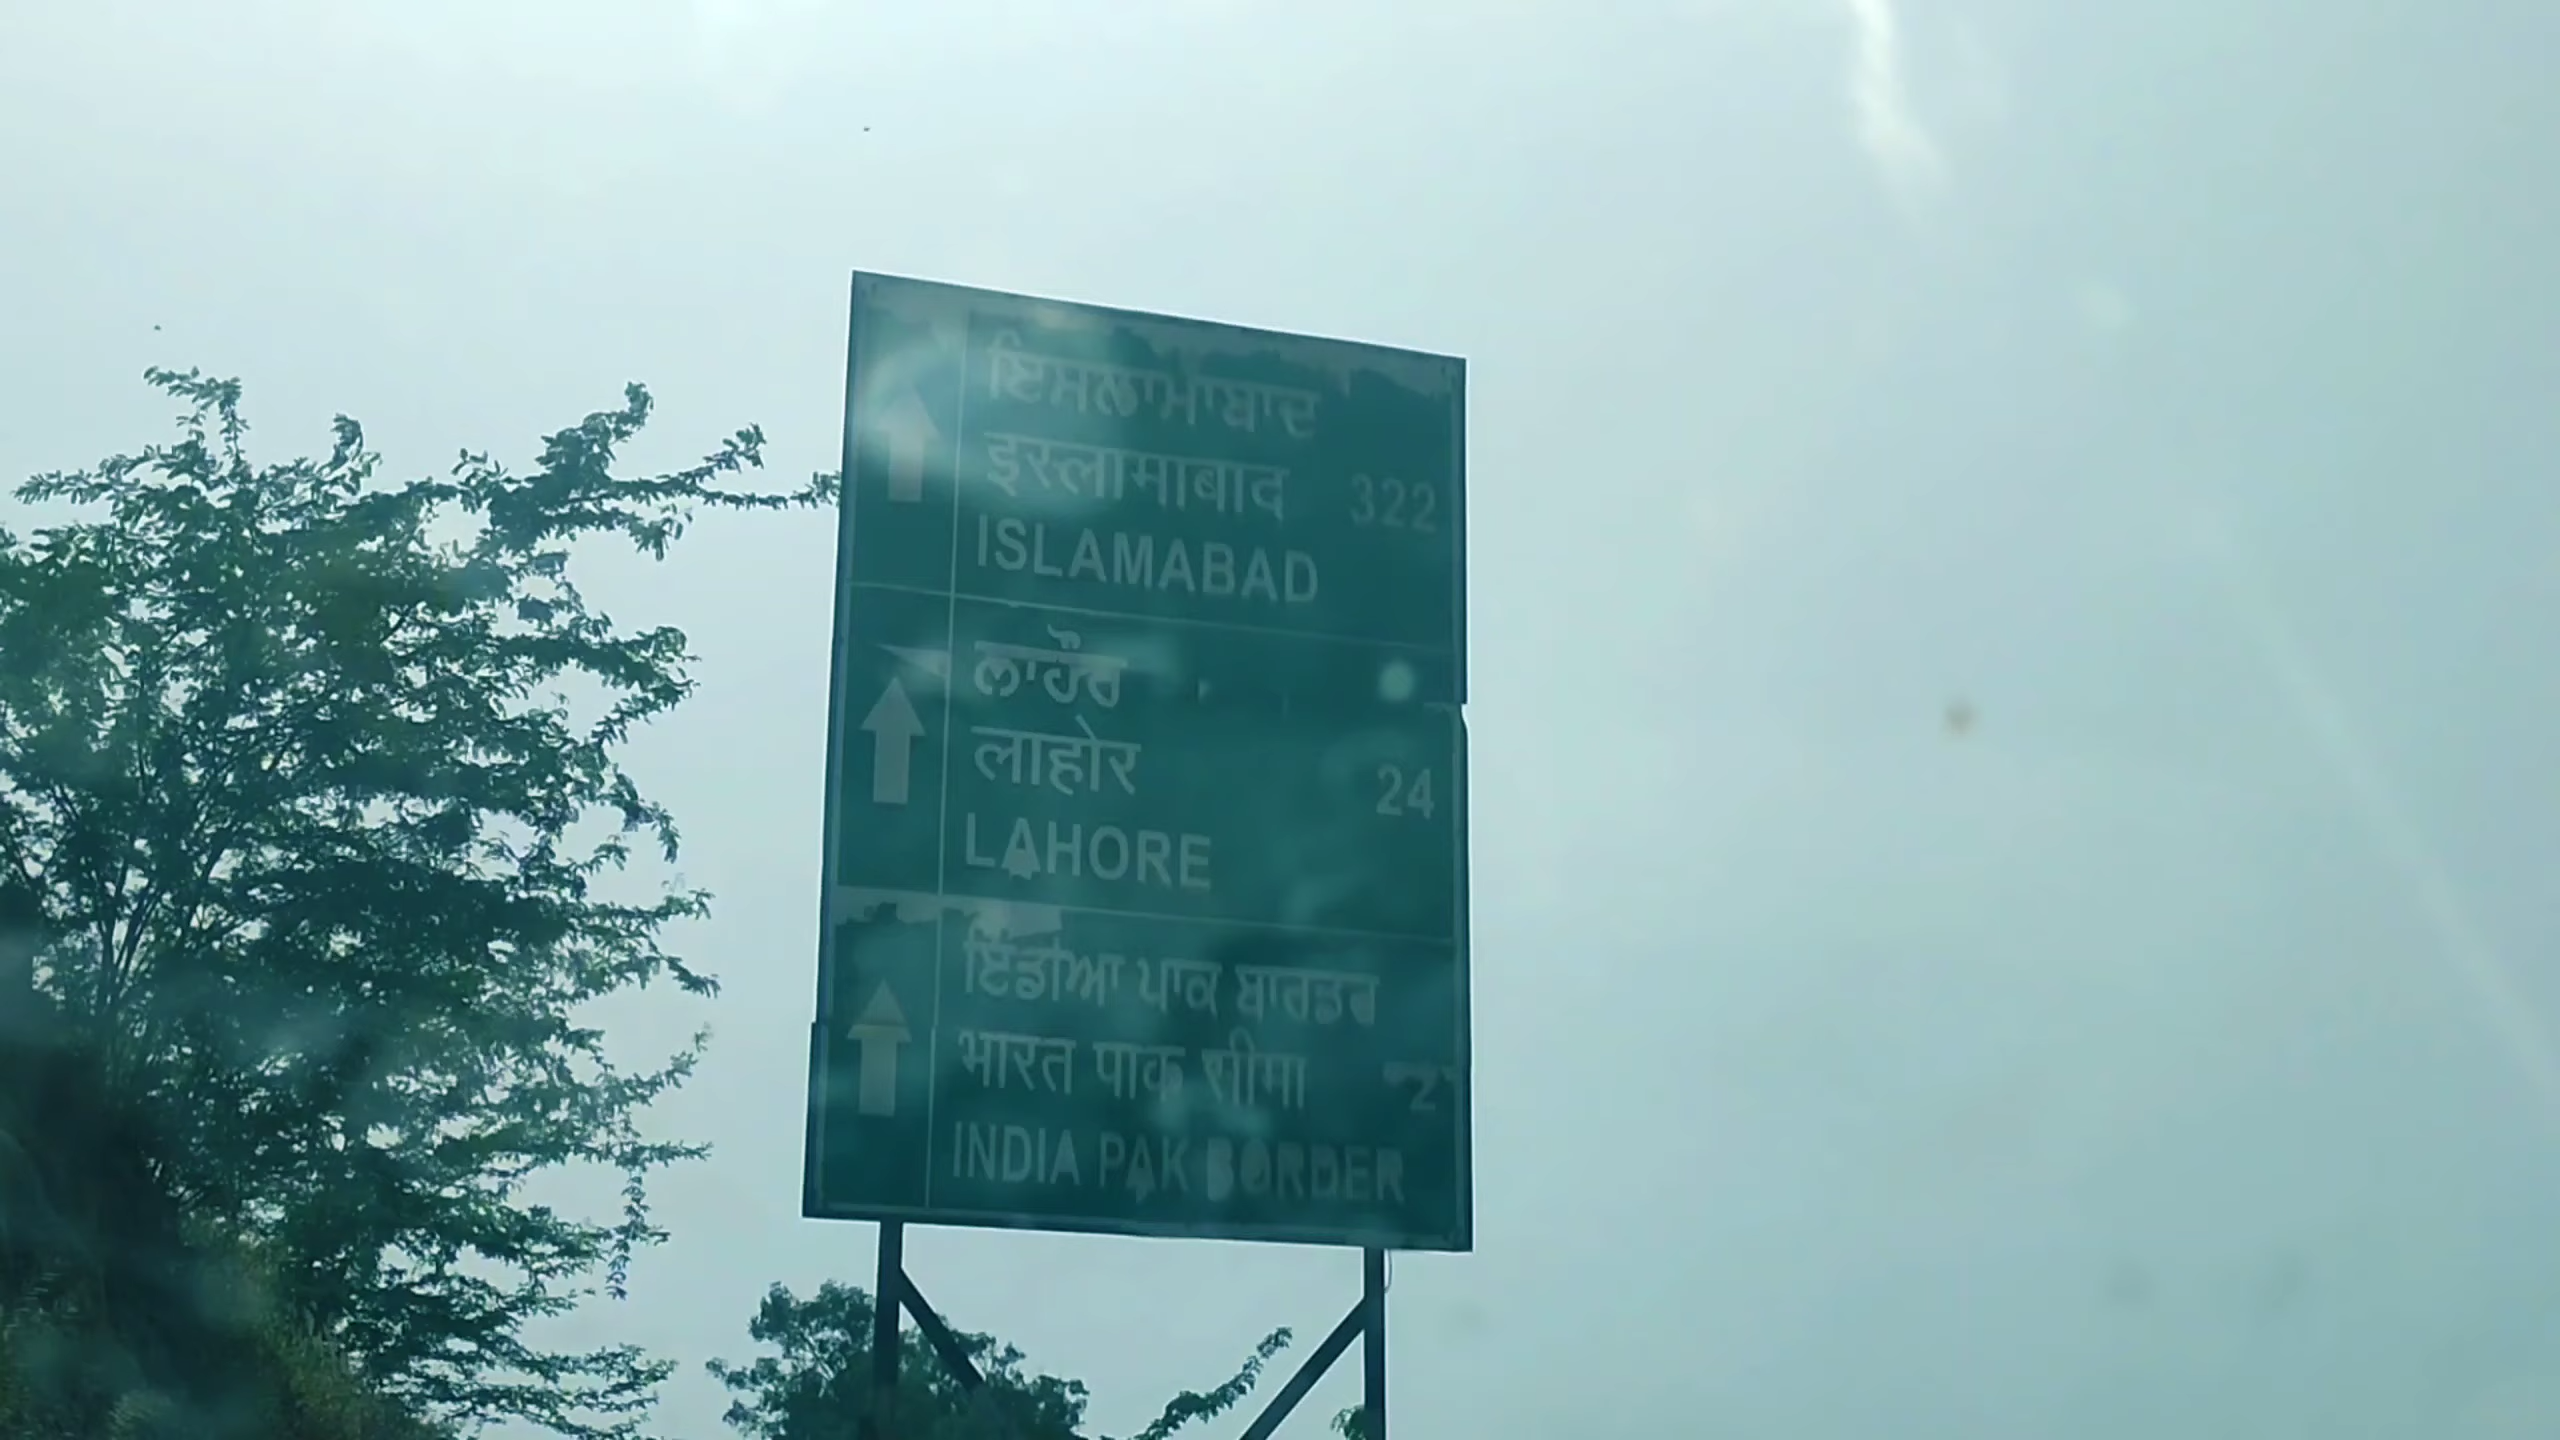 ਇਸਲਾਮਾਬਾਦ
इस्लामाबाद 322
ISLAMABAD
ਲਾਹੌਰ
लाहोर 24
LAHORE
ਇੰਡੀਆ ਪਾਕ ਬਾਰਡਰ
भारत पाक सीमा 2
INDIA PAK BORDER